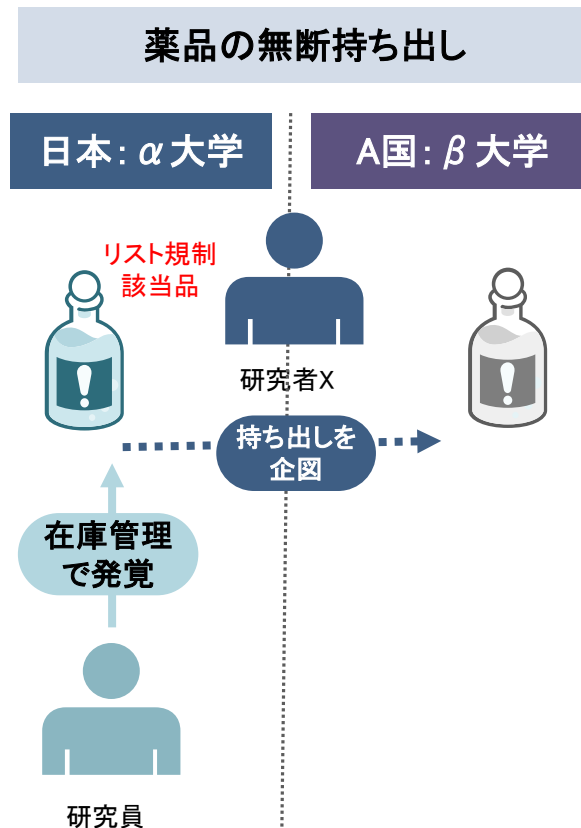 薬品の無断持ち出し
日本：α大学
A国：β大学
リスト規制
該当品
研究者X
持ち出しを
企図
在庫管理
で発覚
研究員